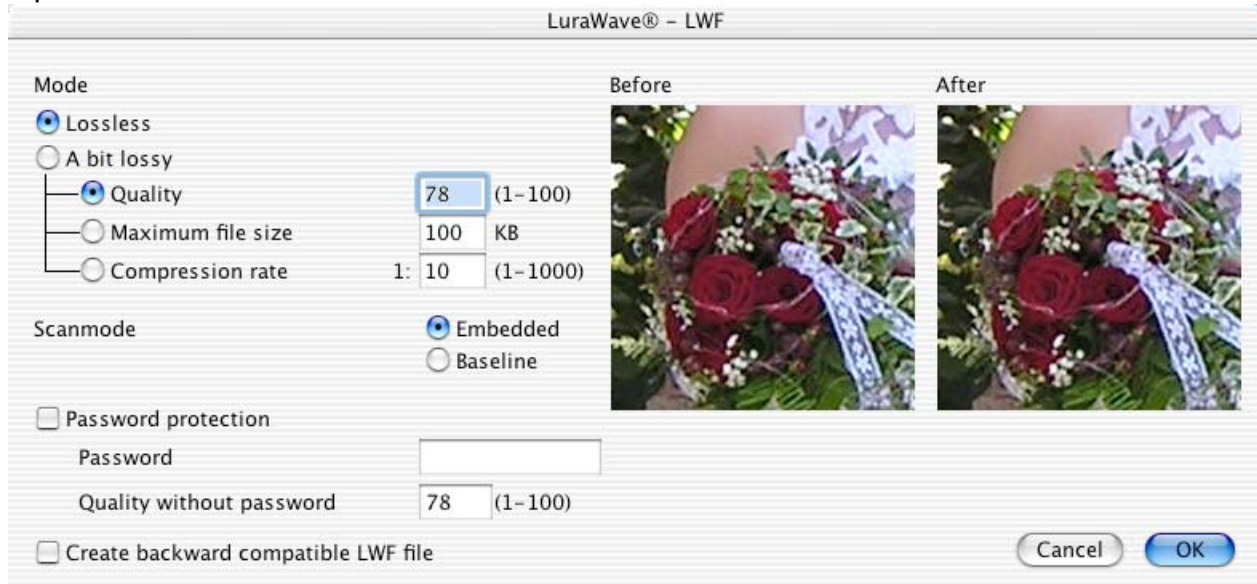 LuraWave® – LWF
Mode
Lossless
A bit lossy
Quality 78 (1-100)
Maximum file size 100 KB
Compression rate 1: 10 (1-1000)
Scanmode Embedded
Baseline
Password protection
Password
Quality without password 78 (1-100)
Create backward compatible LWF file
Before After
Cancel OK